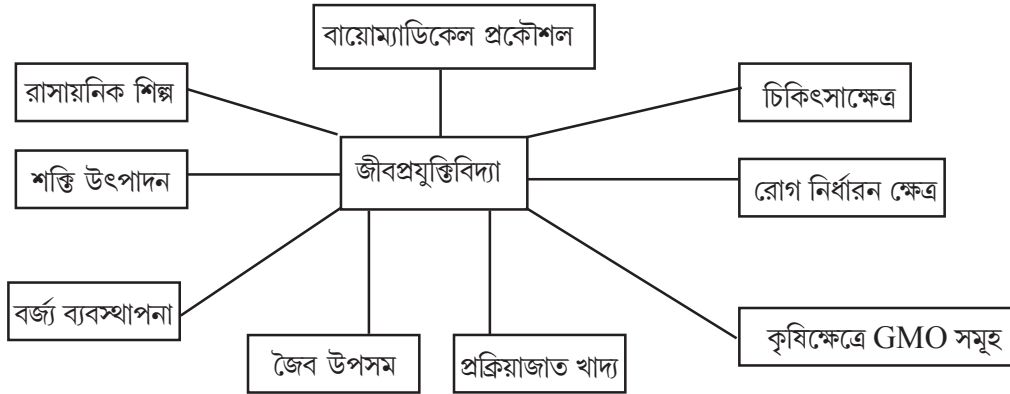 বায়োম্যাডিকেল প্রকৌশল
রাসায়নিক শিল্প
চিকিৎসাক্ষেত্র
জীবপ্রযুক্তিবিদ্যা
শক্তি উৎপাদন
রোগ নির্ধারন ক্ষেত্র
বর্জ্য ব্যবস্থাপনা
জৈব উপসম
প্রক্রিয়াজাত খাদ্য
কৃষিক্ষেত্রে GMO সমূহ